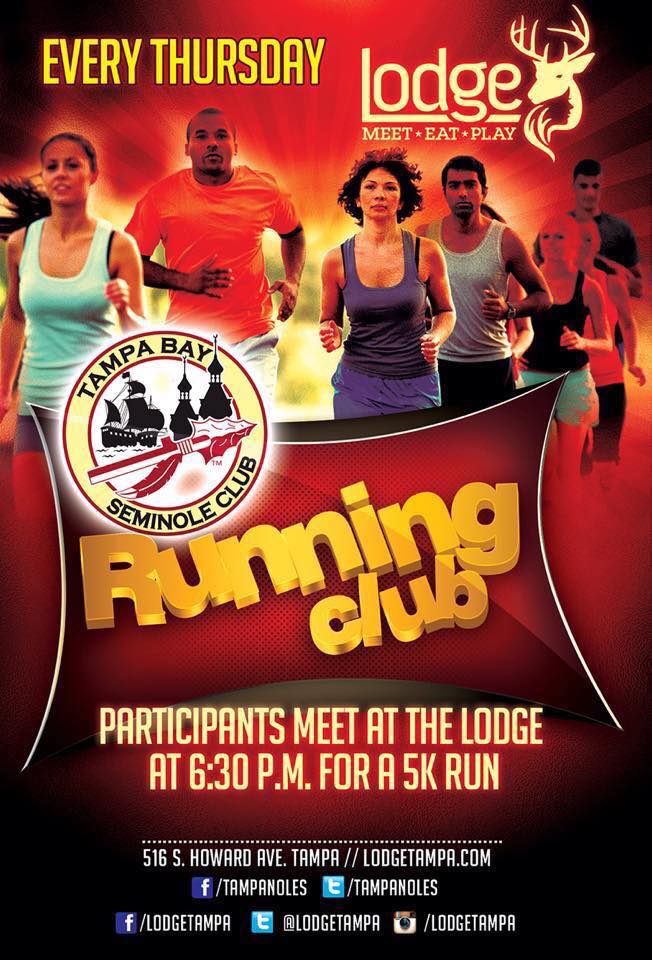 EVERY THURSDAY
Lodge
MEET ★ EAT ★ PLAY
TAMPA BAY
SEMINOLE CLUB
TM
Running
club
PARTICIPANTS MEET AT THE LODGE
AT 6:30 P.M. FOR A 5K RUN
516 S. HOWARD AVE. TAMPA // LODGETAMPA.COM
f /TAMPANOLES t /TAMPANOLES
f /LODGETAMPA t @LODGETAMPA /LODGETAMPA